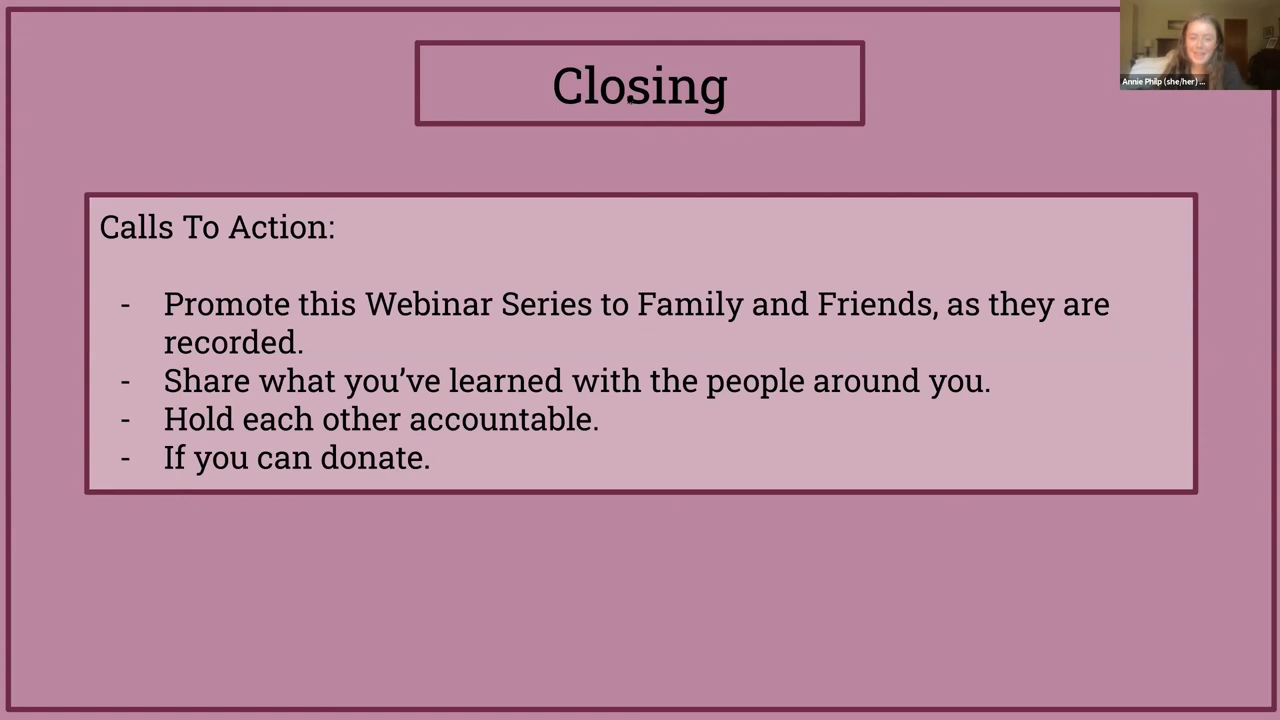 Closing
Annie Philp (she/her) ...
Calls To Action:
- Promote this Webinar Series to Family and Friends, as they are
recorded.
- Share what you’ve learned with the people around you.
- Hold each other accountable.
- If you can donate.